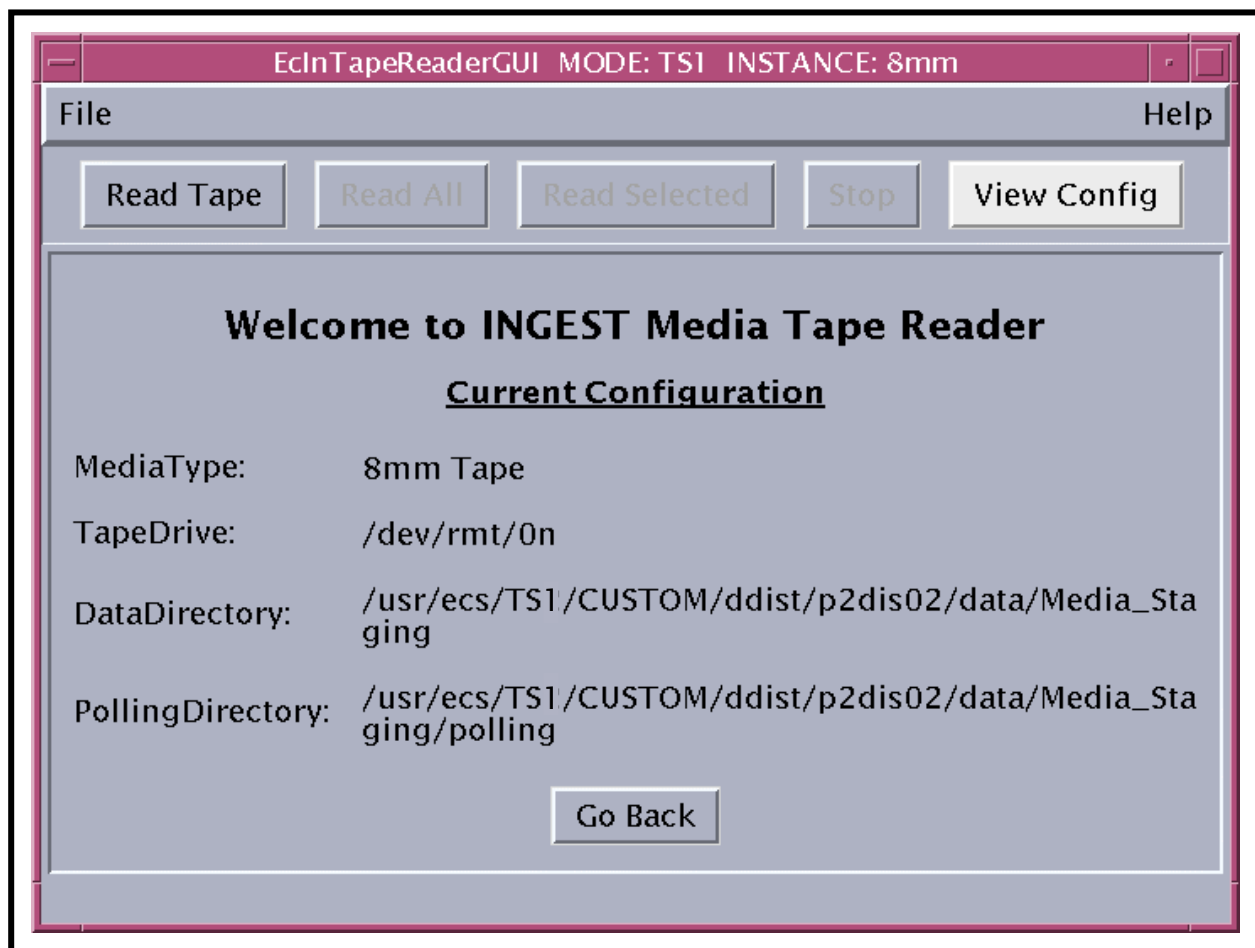 EcInTapeReaderGUI MODE: TS1 INSTANCE: 8mm
File Help
Read Tape Read All Read Selected Stop View Config
Welcome to INGEST Media Tape Reader
Current Configuration
MediaType: 8mm Tape
TapeDrive: /dev/rmt/0n
DataDirectory: /usr/ecs/TS1/CUSTOM/ddist/p2dis02/data/Media_Sta
ging
PollingDirectory: /usr/ecs/TS1/CUSTOM/ddist/p2dis02/data/Media_Sta
ging/polling
Go Back